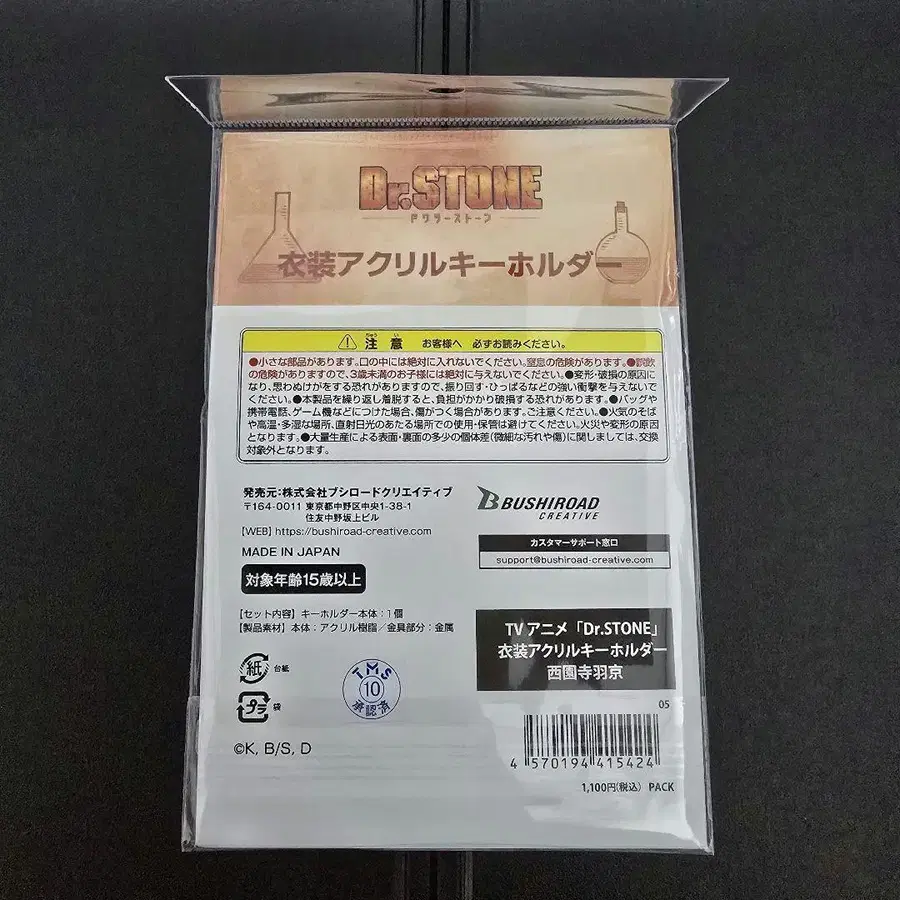 Dr.STONE
ドクターストーン
衣装アクリルキーホルダー
ちゅう い
注意 お客様へ 必ずお読みください。
●小さな部品があります。口の中には絶対に入れないでください。窒息の危険があります。●誤飲
の危険がありますので、3歳未満のお子様には絶対に与えないでください。●変形・破損の原因に
なり、思わぬけがをする恐れがありますので、振り回す・ひっぱるなどの強い衝撃を与えないで
ください。●本製品を繰り返し着脱すると、負担がかかり破損する恐れがあります。●バッグや
携帯電話、ゲーム機などにつけた場合、傷がつく場合があります。ご注意ください。●火気のそば
や高温・多湿な場所、直射日光のあたる場所での使用・保管は避けてください。火災や変形の原因
となります。●大量生産による表面・裏面の多少の個体差(微細な汚れや傷)に関しましては、交換
対象外となります。
発売元:株式会社ブシロードクリエイティブ
〒164-0011 東京都中野区中央1-38-1
住友中野坂上ビル
【WEB】https://bushiroad-creative.com
MADE IN JAPAN
対象年齢15歳以上
BUSHIROAD
CREATIVE
カスタマーサポート窓口
support@bushiroad-creative.com
【セット内容】キーホルダー本体:1個
【製品素材】本体:アクリル樹脂/金具部分:金属
紙 台紙
プラ 袋
TMS
10
承認済
©K, B/S, D
TV アニメ「Dr.STONE」
衣装アクリルキーホルダー
西園寺羽京
05
4 570194 415424
1,100円(税込) PACK